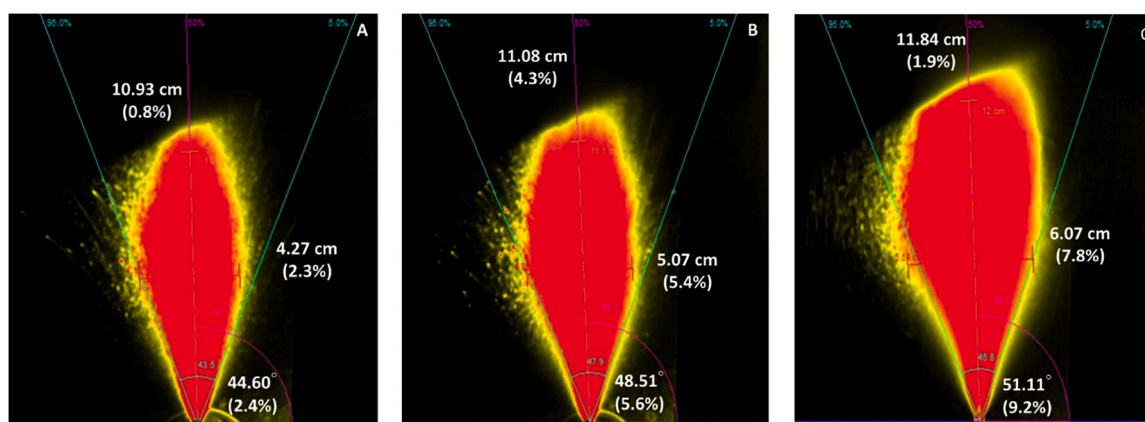 95.0%
50%
5.0%
A
10.93 cm
(0.8%)
4.27 cm
(2.3%)
43.5
44.60°
(2.4%)
95.0%
50%
5.0%
B
11.08 cm
(4.3%)
11.1 c
5.07 cm
(5.4%)
47.9
48.51°
(5.6%)
95.0%
50%
5.0%
11.84 cm
(1.9%)
12 cm
6.07 cm
(7.8%)
45.8
51.11°
(9.2%)